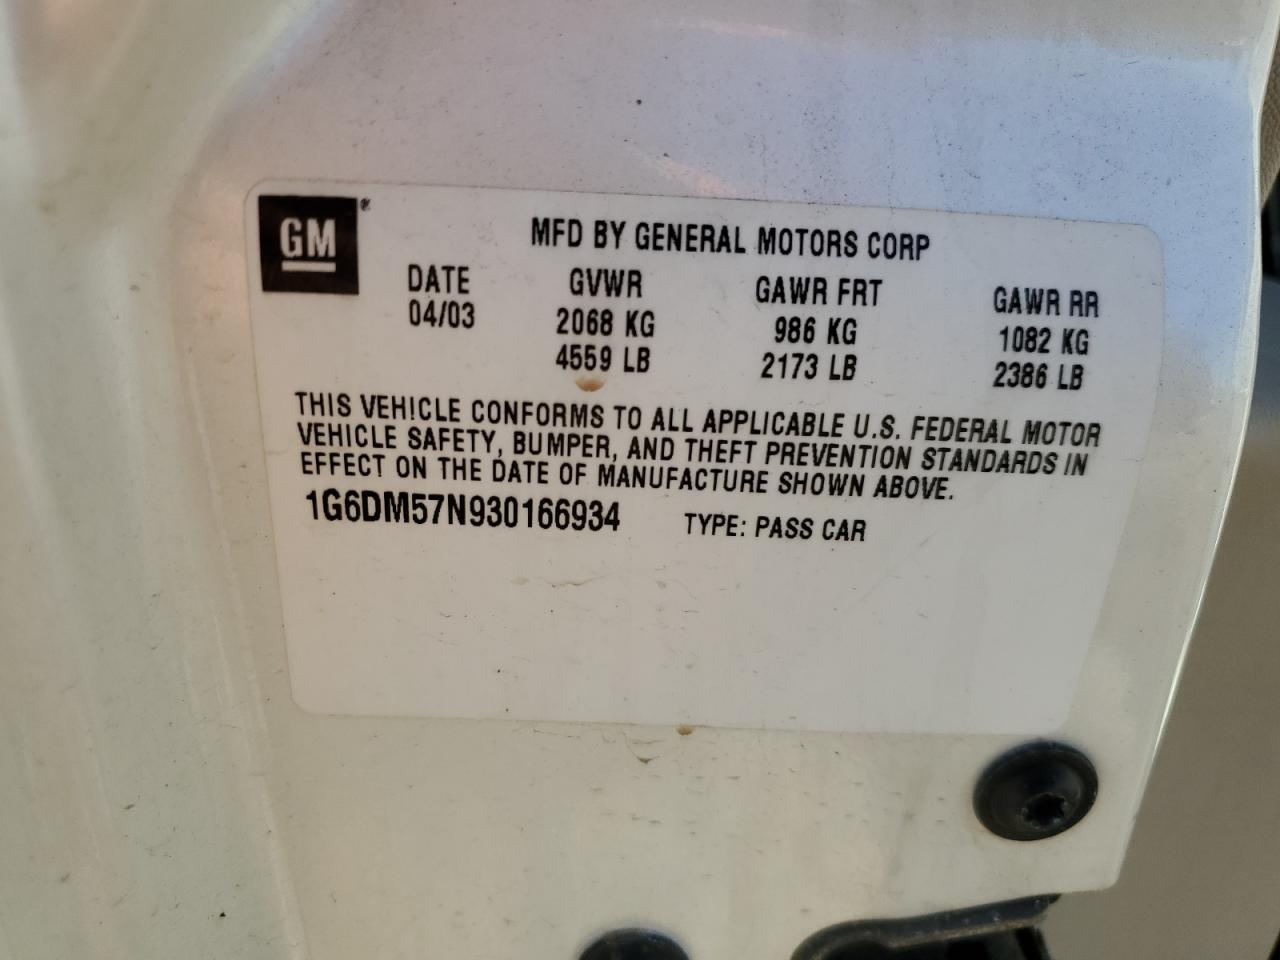 GM ®
MFD BY GENERAL MOTORS CORP
DATE GVWR GAWR FRT GAWR RR
04/03 2068 KG 986 KG 1082 KG
4559 LB 2173 LB 2386 LB
THIS VEHICLE CONFORMS TO ALL APPLICABLE U.S. FEDERAL MOTOR
VEHICLE SAFETY, BUMPER, AND THEFT PREVENTION STANDARDS IN
EFFECT ON THE DATE OF MANUFACTURE SHOWN ABOVE.
1G6DM57N930166934 TYPE: PASS CAR